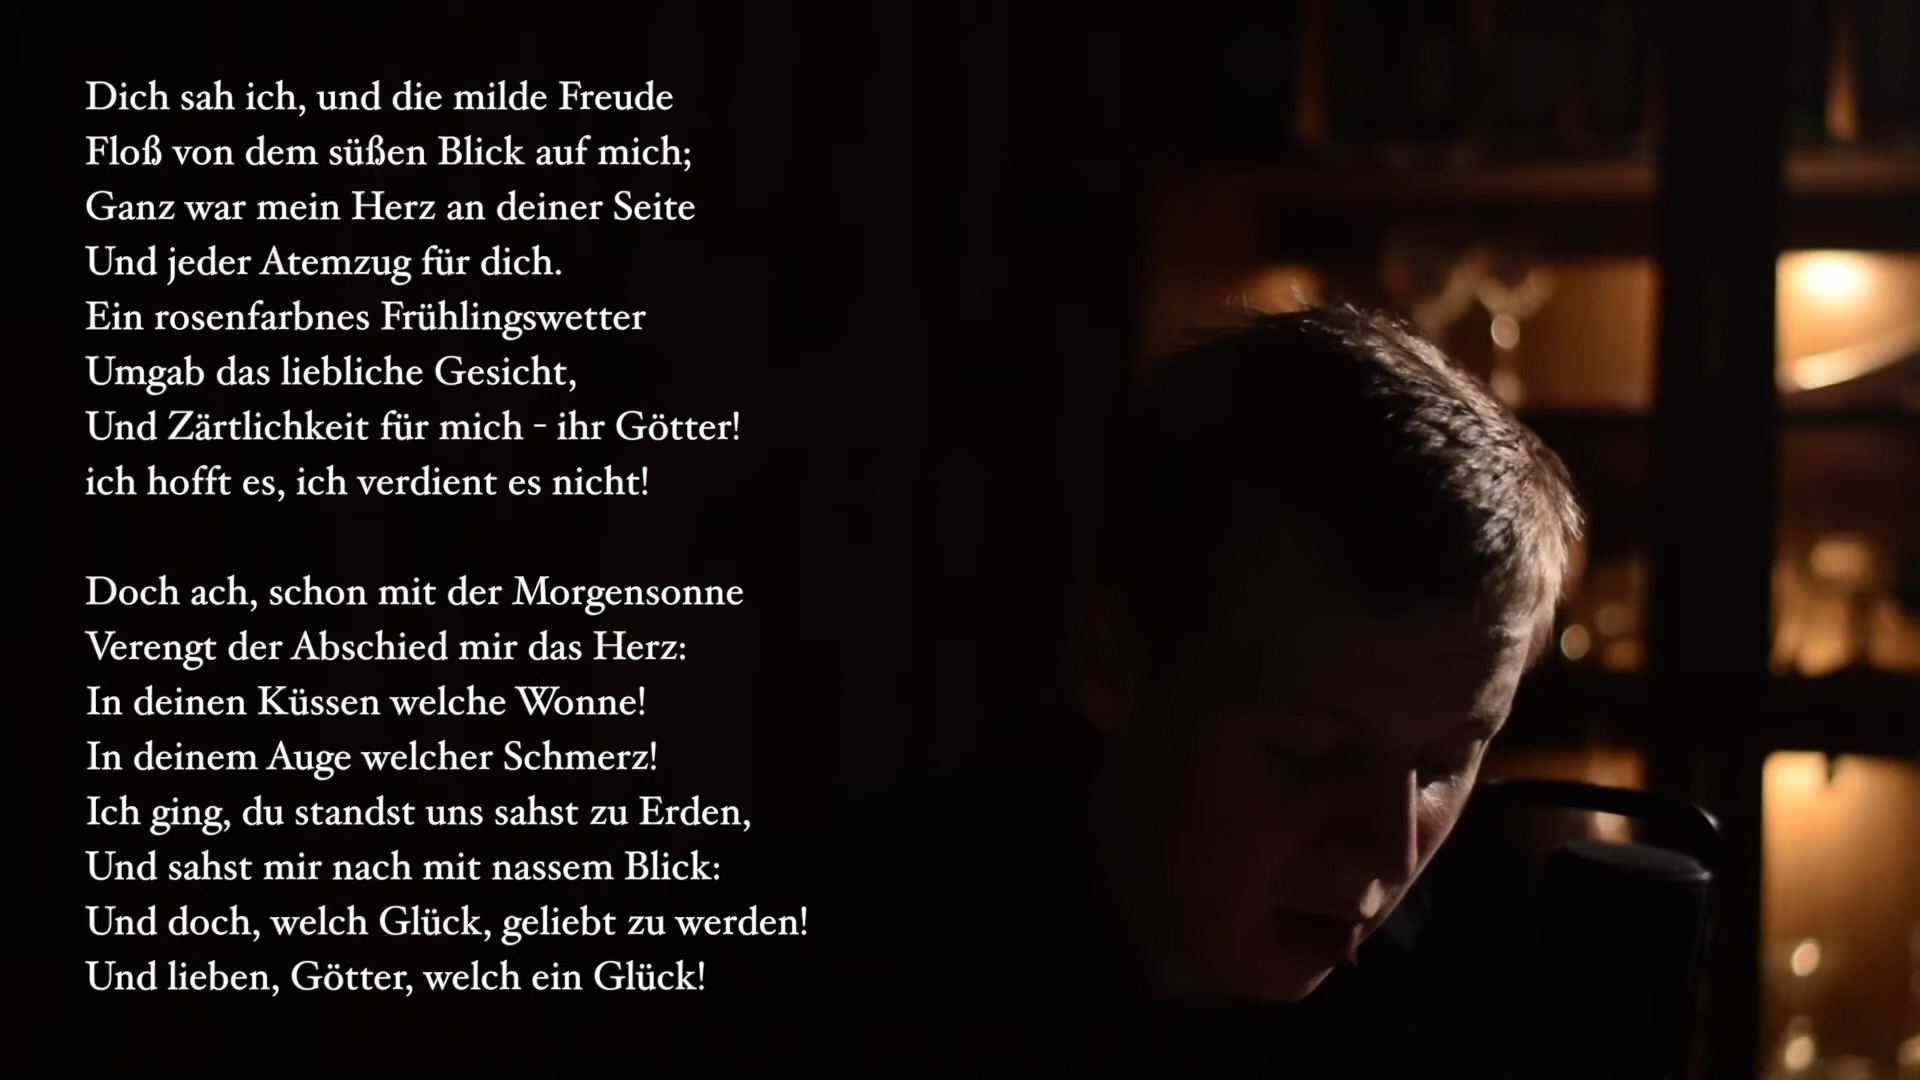 Dich sah ich, und die milde Freude
Floß von dem süßen Blick auf mich;
Ganz war mein Herz an deiner Seite
Und jeder Atemzug für dich.
Ein rosenfarbnes Frühlingswetter
Umgab das liebliche Gesicht,
Und Zärtlichkeit für mich - ihr Götter!
ich hofft es, ich verdient es nicht!

Doch ach, schon mit der Morgensonne
Verengt der Abschied mir das Herz:
In deinen Küssen welche Wonne!
In deinem Auge welcher Schmerz!
Ich ging, du standst uns sahst zu Erden,
Und sahst mir nach mit nassem Blick:
Und doch, welch Glück, geliebt zu werden!
Und lieben, Götter, welch ein Glück!